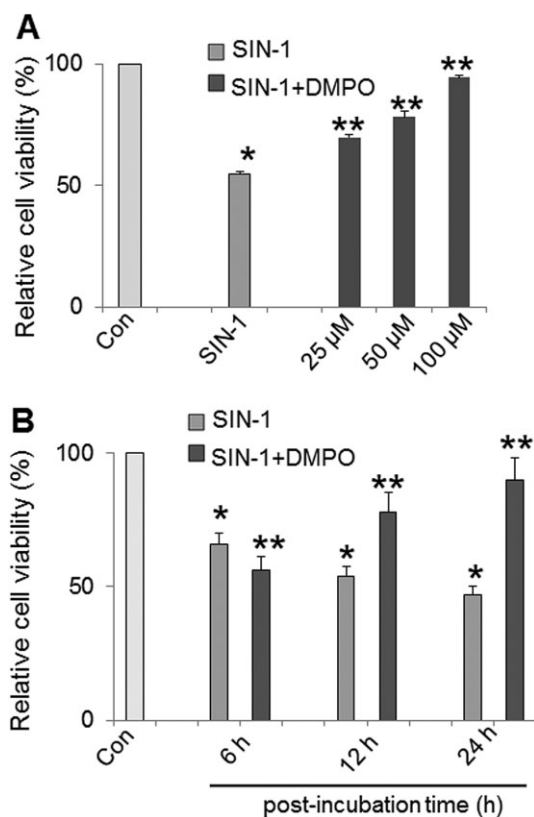 A
Relative cell viability (%)
100
50
0
SIN-1
SIN-1+DMPO
*
**
**
**
Con
SIN-1
25 µM
50 µM
100 µM
B
Relative cell viability (%)
100
50
0
SIN-1
SIN-1+DMPO
*
**
*
**
*
**
Con
6 h
12 h
24 h
post-incubation time (h)